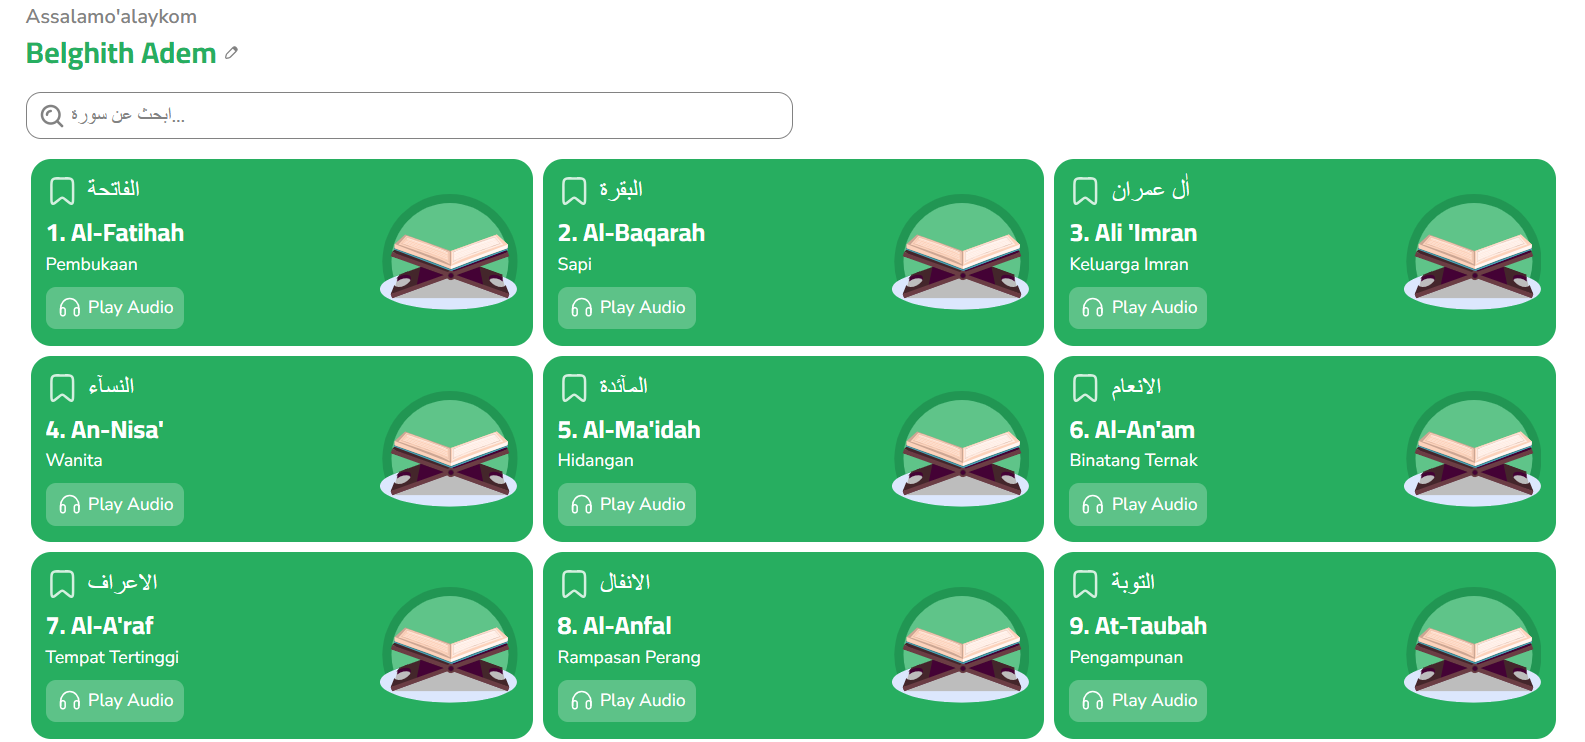 Assalamo'alaykom
Belghith Adem
ابحث عن سورة...
الفاتحة
1. Al-Fatihah
Pembukaan
Play Audio
البقرة
2. Al-Baqarah
Sapi
Play Audio
اٰل عمران
3. Ali 'Imran
Keluarga Imran
Play Audio
النسآء
4. An-Nisa'
Wanita
Play Audio
المآئدة
5. Al-Ma'idah
Hidangan
Play Audio
الانعام
6. Al-An'am
Binatang Ternak
Play Audio
الاعراف
7. Al-A'raf
Tempat Tertinggi
Play Audio
الانفال
8. Al-Anfal
Rampasan Perang
Play Audio
التوبة
9. At-Taubah
Pengampunan
Play Audio